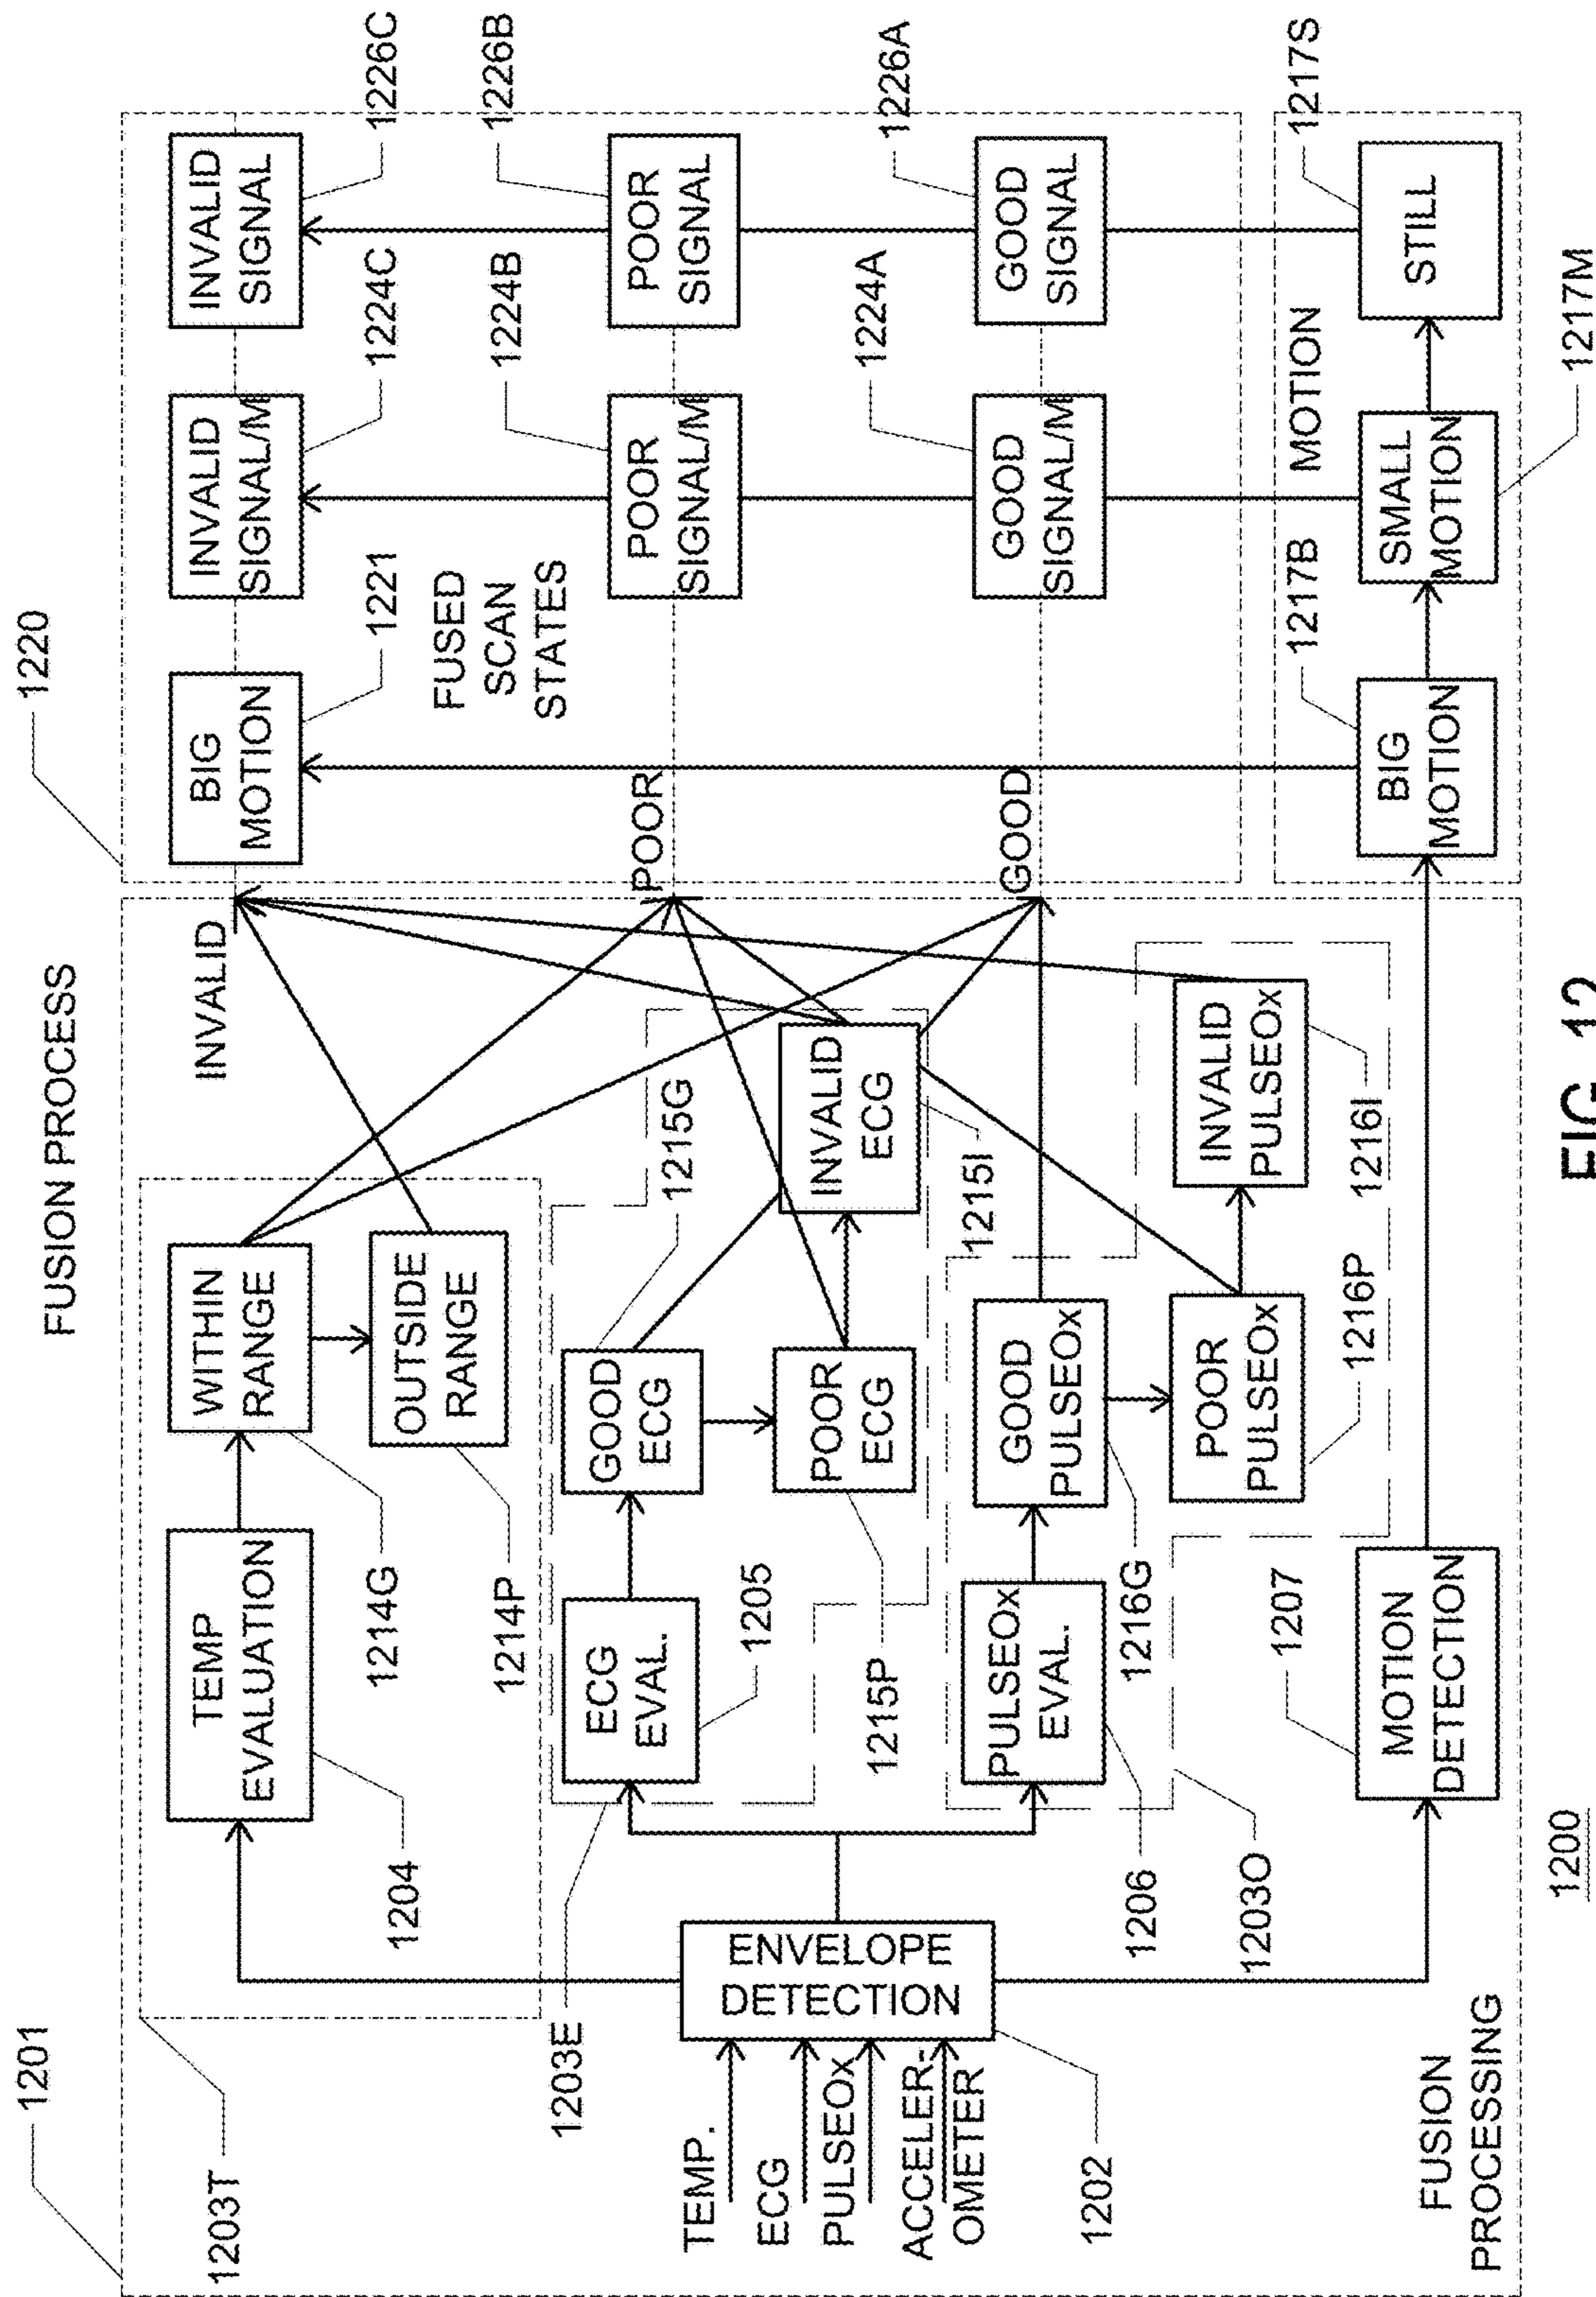 FUSION PROCESS
1201
1220
1203T
TEMP
EVALUATION
1204
WITHIN
RANGE
1214G
OUTSIDE
RANGE
1214P
INVALID
BIG
MOTION
1221
INVALID
SIGNAL/M
1224C
INVALID
SIGNAL
1226C
FUSED
SCAN
STATES
1203E
ECG
EVAL.
1205
GOOD
ECG
1215G
POOR
ECG
1215P
INVALID
ECG
1215I
POOR
POOR
SIGNAL/M
1224B
POOR
SIGNAL
1226B
TEMP.
ECG
PULSEOx
ACCELER-
OMETER
ENVELOPE
DETECTION
1202
PULSEOx
EVAL.
1206
1203O
GOOD
PULSEOx
1216G
POOR
PULSEOx
1216P
INVALID
PULSEOx
1216I
GOOD
GOOD
SIGNAL/M
1224A
GOOD
SIGNAL
1226A
FUSION
PROCESSING
MOTION
DETECTION
1207
BIG
MOTION
1217B
MOTION
SMALL
MOTION
1217M
STILL
1217S
1200
FIG. 12